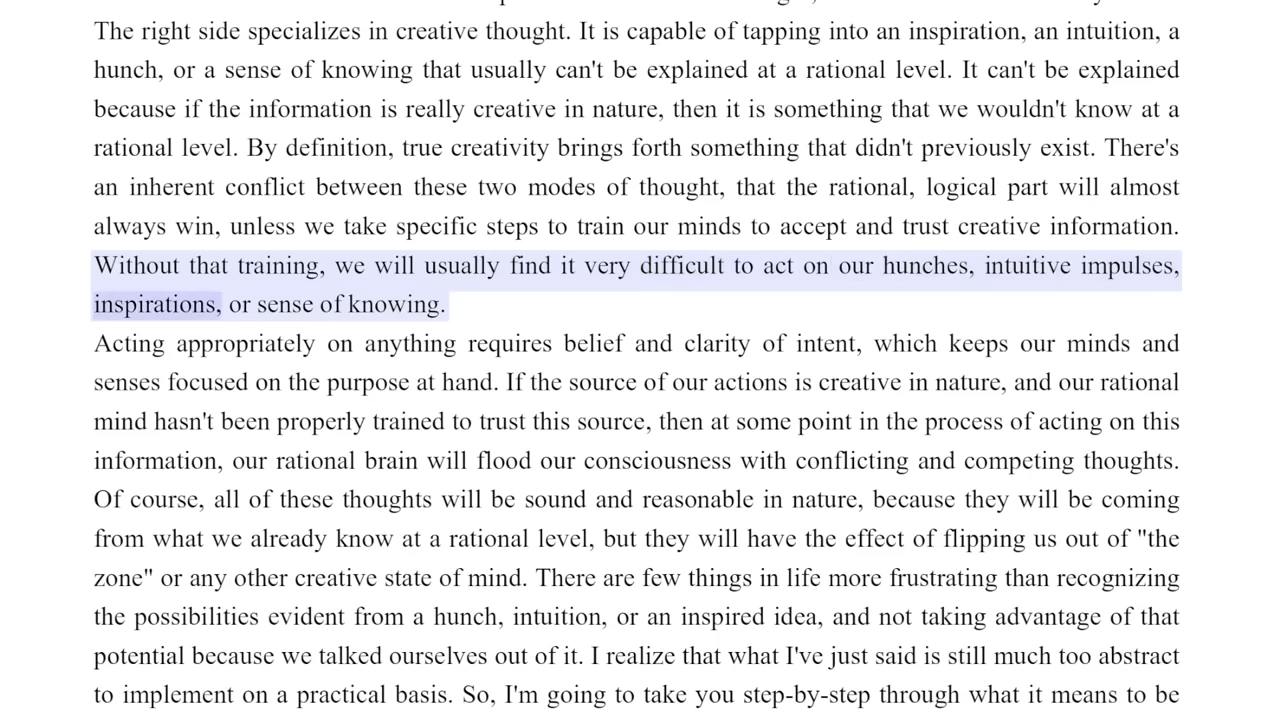 The right side specializes in creative thought. It is capable of tapping into an inspiration, an intuition, a
hunch, or a sense of knowing that usually can't be explained at a rational level. It can't be explained
because if the information is really creative in nature, then it is something that we wouldn't know at a
rational level. By definition, true creativity brings forth something that didn't previously exist. There's
an inherent conflict between these two modes of thought, that the rational, logical part will almost
always win, unless we take specific steps to train our minds to accept and trust creative information.
Without that training, we will usually find it very difficult to act on our hunches, intuitive impulses,
inspirations, or sense of knowing.
Acting appropriately on anything requires belief and clarity of intent, which keeps our minds and
senses focused on the purpose at hand. If the source of our actions is creative in nature, and our rational
mind hasn't been properly trained to trust this source, then at some point in the process of acting on this
information, our rational brain will flood our consciousness with conflicting and competing thoughts.
Of course, all of these thoughts will be sound and reasonable in nature, because they will be coming
from what we already know at a rational level, but they will have the effect of flipping us out of "the
zone" or any other creative state of mind. There are few things in life more frustrating than recognizing
the possibilities evident from a hunch, intuition, or an inspired idea, and not taking advantage of that
potential because we talked ourselves out of it. I realize that what I've just said is still much too abstract
to implement on a practical basis. So, I'm going to take you step-by-step through what it means to be